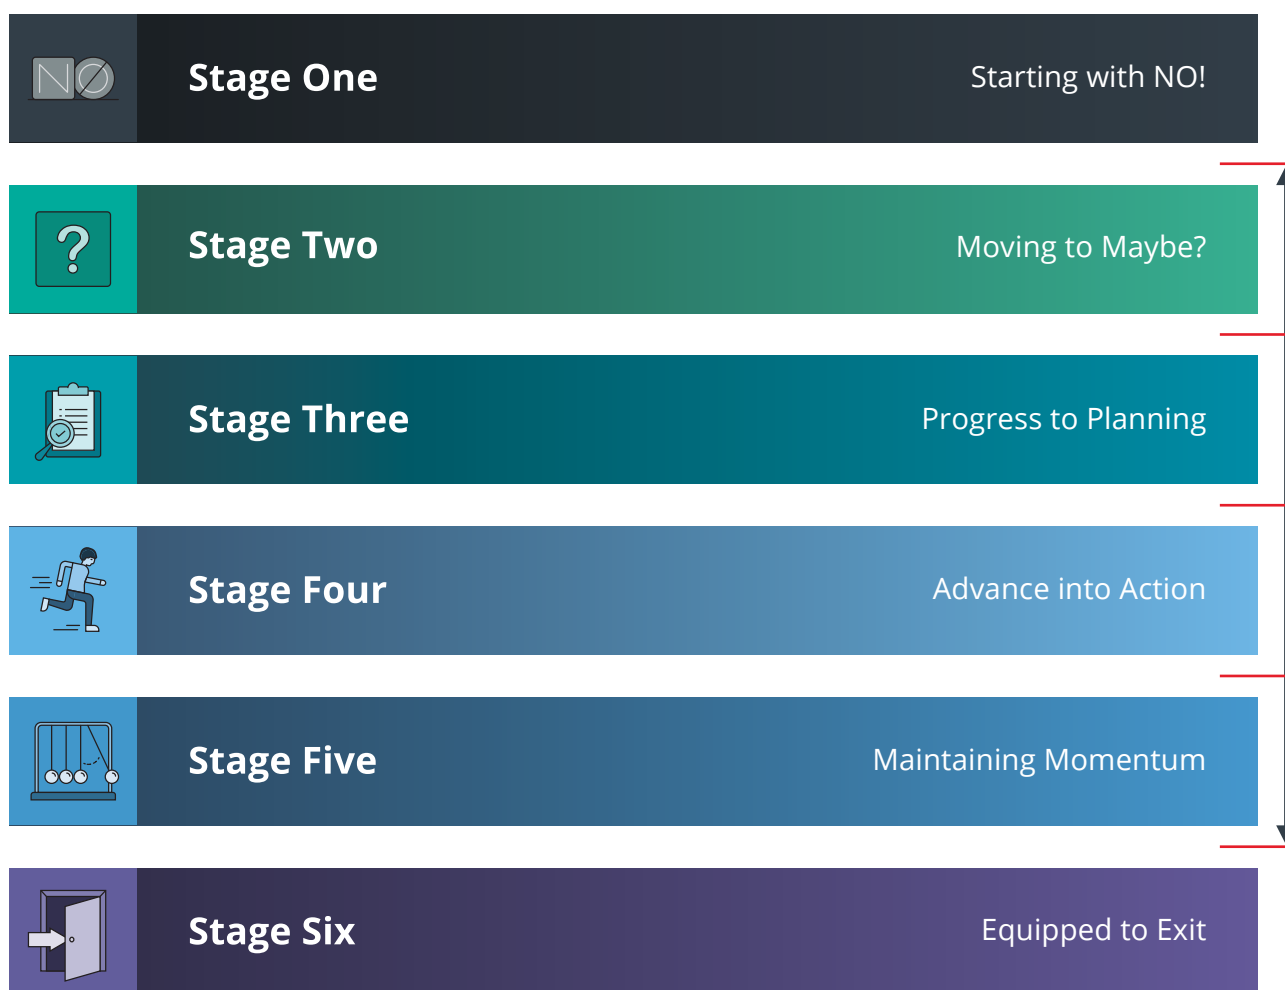 NO
Stage One
Starting with NO!
?
Stage Two
Moving to Maybe?
Stage Three
Progress to Planning
Stage Four
Advance into Action
Stage Five
Maintaining Momentum
Stage Six
Equipped to Exit